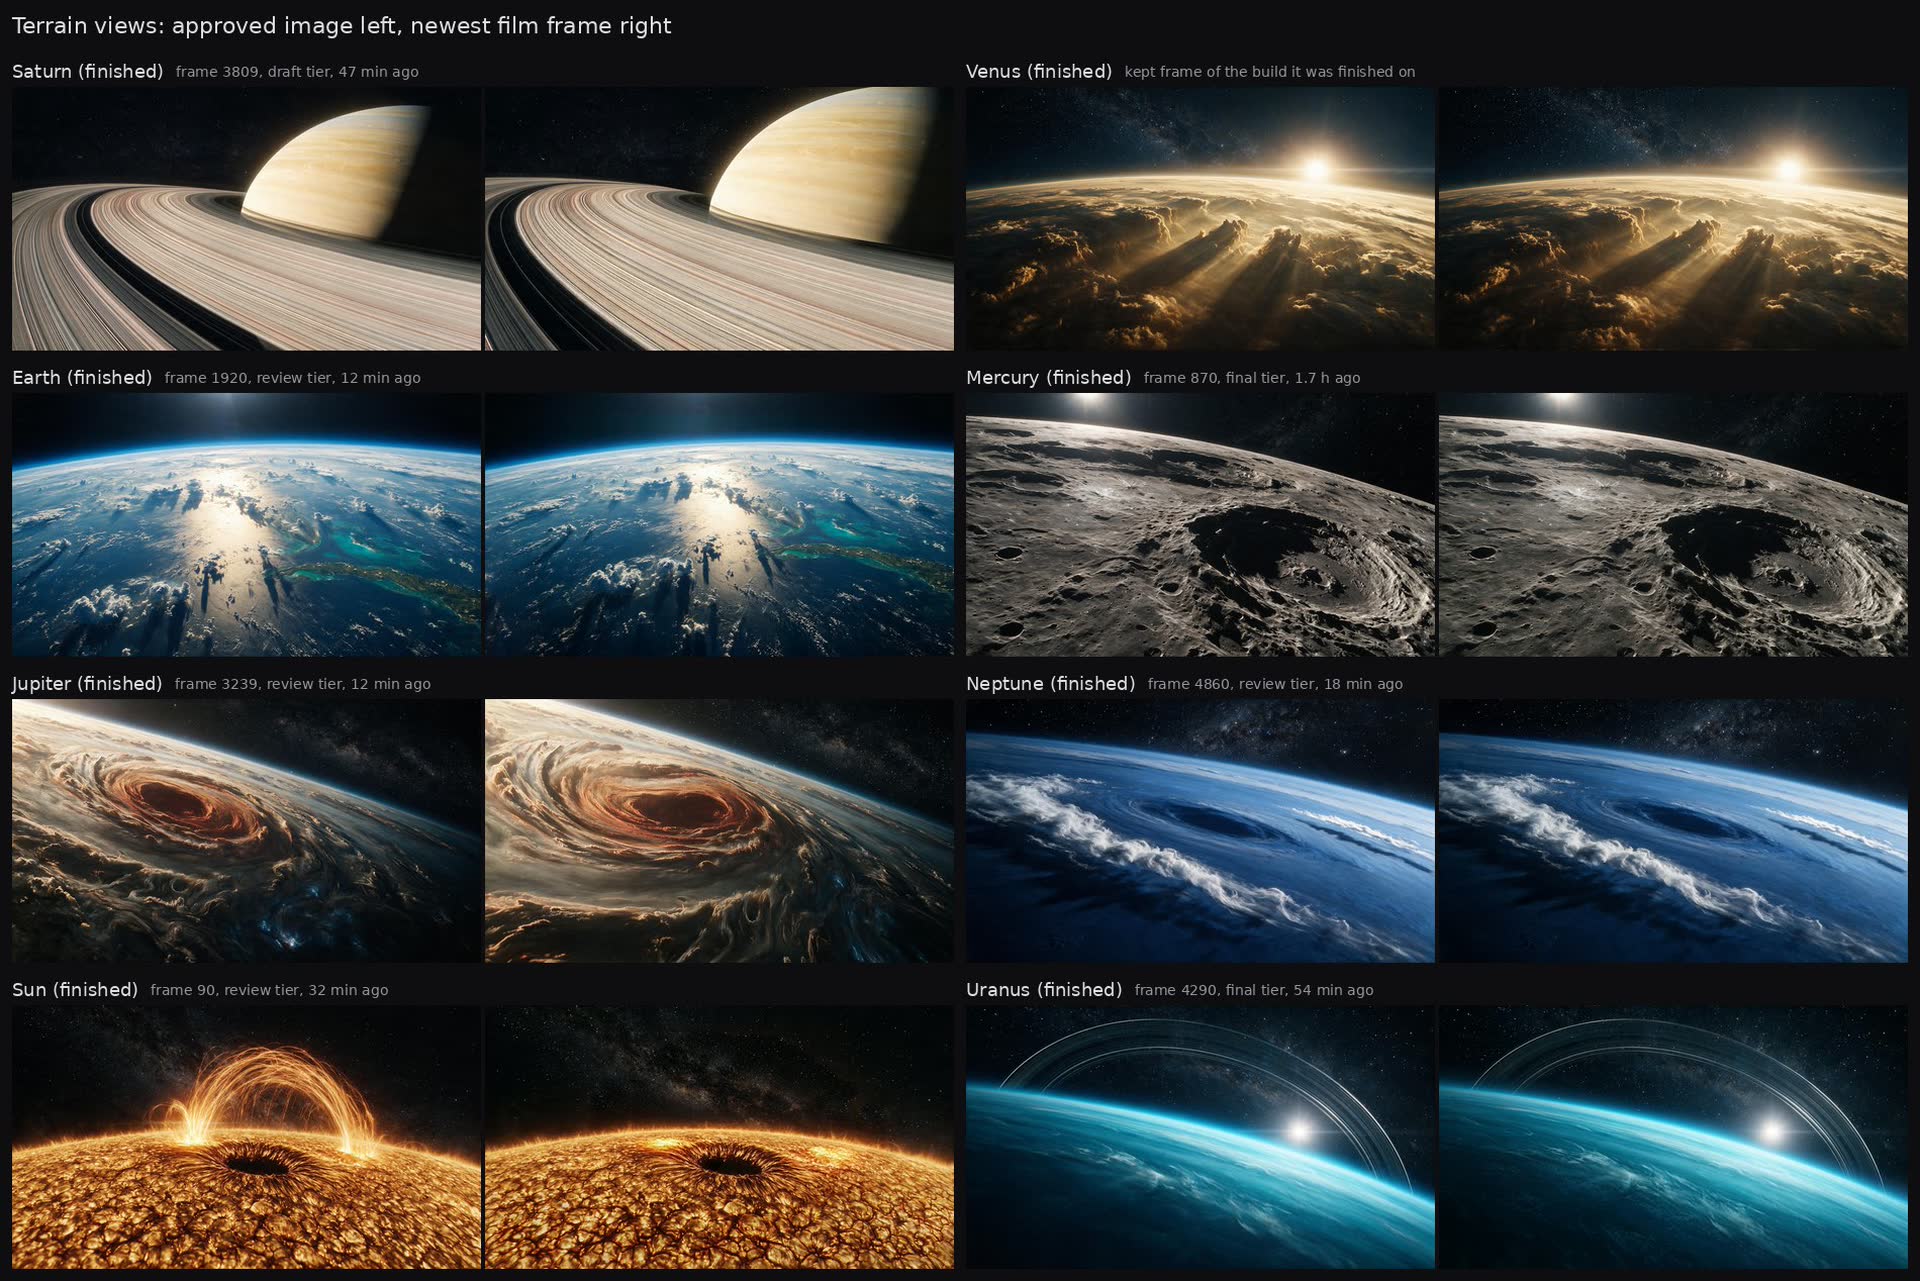 Terrain views: approved image left, newest film frame right
Saturn (finished) frame 3809, draft tier, 47 min ago
Venus (finished) kept frame of the build it was finished on
Earth (finished) frame 1920, review tier, 12 min ago
Mercury (finished) frame 870, final tier, 1.7 h ago
Jupiter (finished) frame 3239, review tier, 12 min ago
Neptune (finished) frame 4860, review tier, 18 min ago
Sun (finished) frame 90, review tier, 32 min ago
Uranus (finished) frame 4290, final tier, 54 min ago